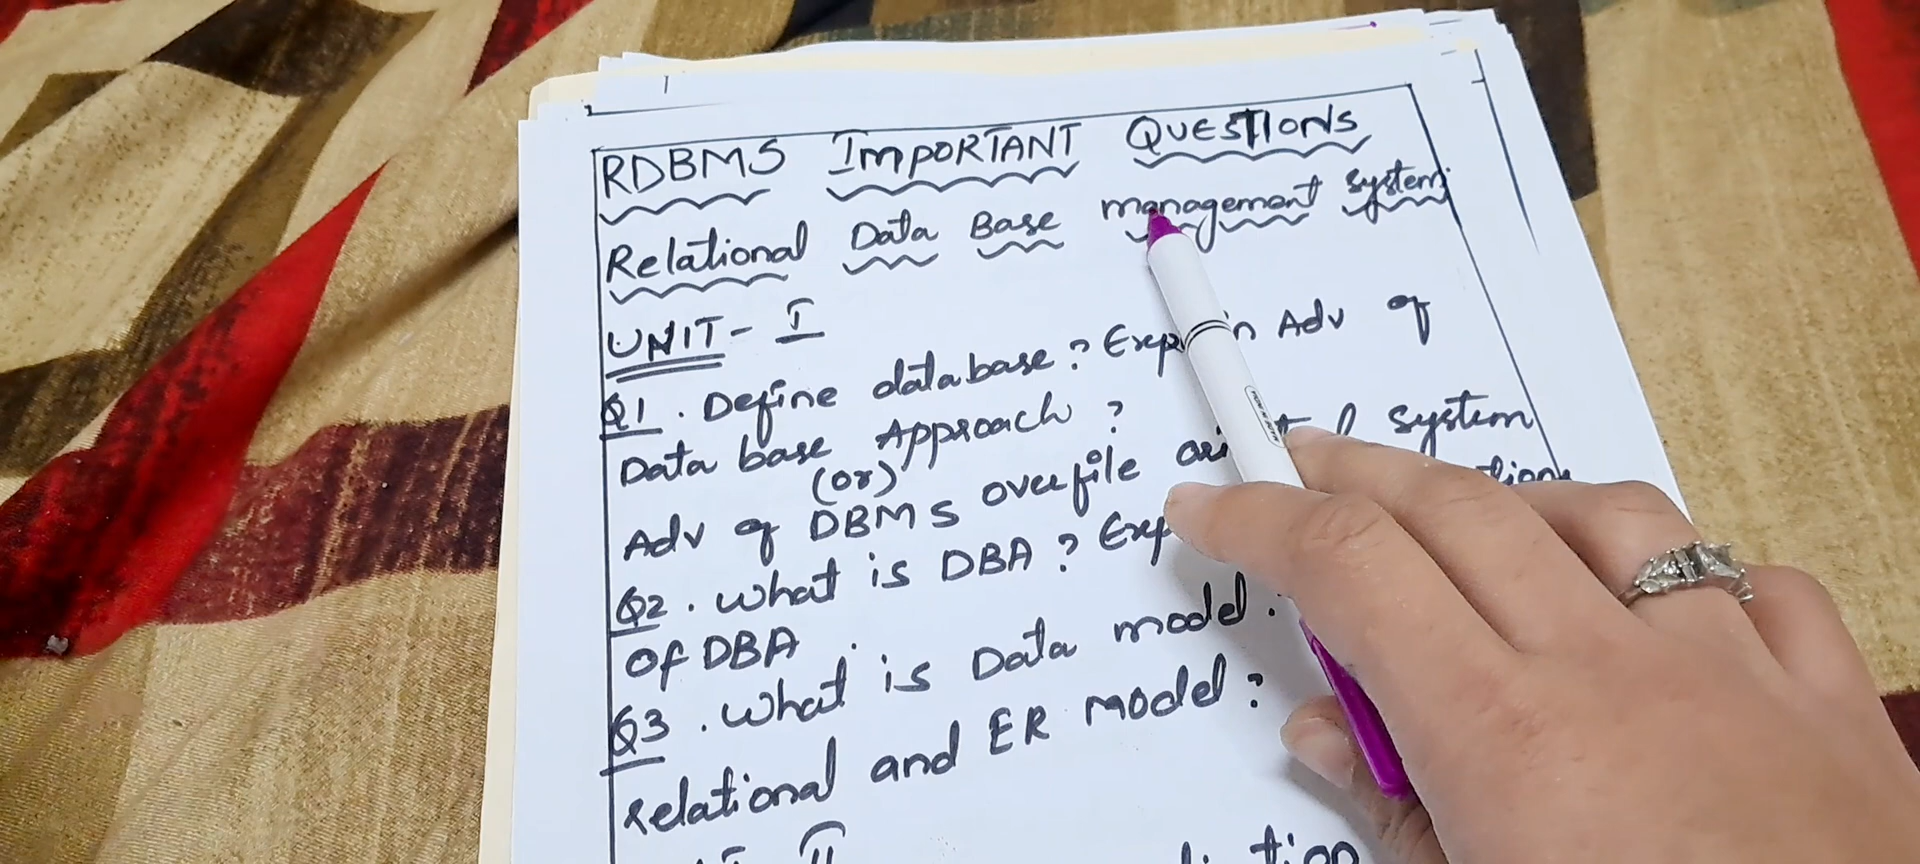 RDBMS IMPORTANT QUESTIONS
Relational Data Base management system
UNIT - I
Q1. Define database? Adv of
Data base Approach?
(or)
Adv of DBMS over file system
Q2. What is DBA?
Of DBA
Q3. What is Data model
relational and ER model?
II